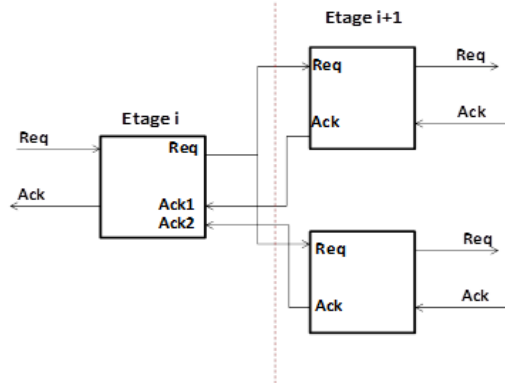 Etage i+1
Req
Req
Ack
Ack
Etage i
Req
Req
Ack
Ack1
Ack2
Req
Req
Ack
Ack